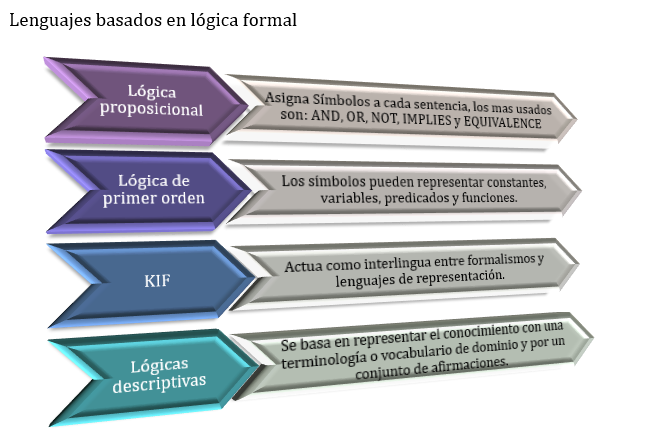 Lenguajes basados en lógica formal
Lógica
proposicional
Asigna Símbolos a cada sentencia, los mas usados
son: AND, OR, NOT, IMPLIES y EQUIVALENCE
Lógica de
primer orden
Los símbolos pueden representar constantes,
variables, predicados y funciones.
KIF
Actua como interlingua entre formalismos y
lenguajes de representación.
Lógicas
descriptivas
Se basa en representar el conocimiento con una
terminología o vocabulario de dominio y por un
conjunto de afirmaciones.